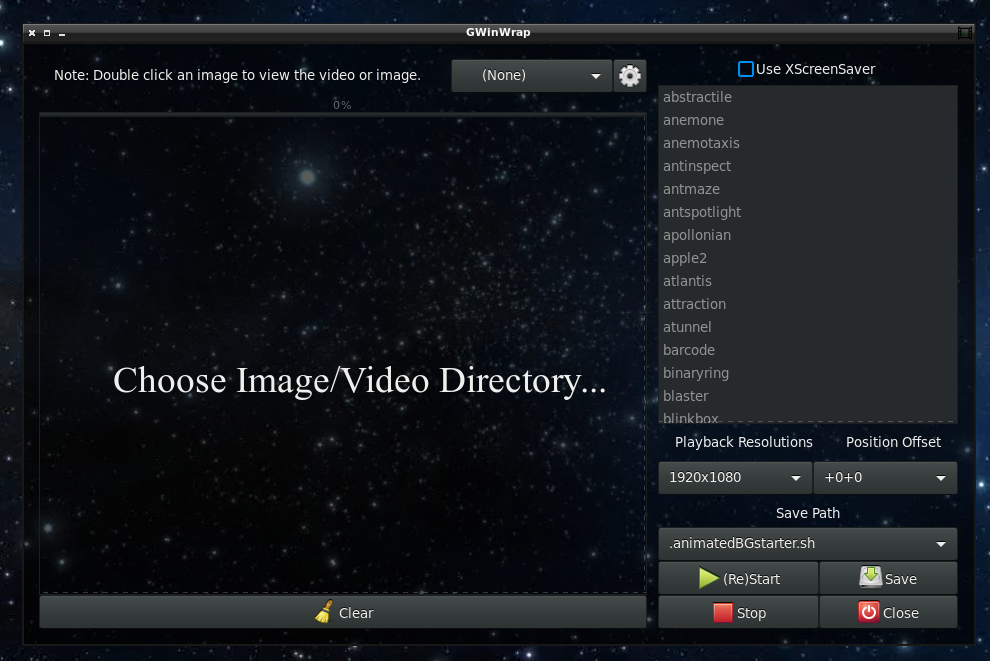 GWinWrap
Note: Double click an image to view the video or image.
(None)
Use XScreenSaver
0%
Choose Image/Video Directory...
abstractile
anemone
anemotaxis
antinspect
antmaze
antspotlight
apollonian
apple2
atlantis
attraction
atunnel
barcode
binaryring
blaster
blinkbox
Playback Resolutions
Position Offset
1920x1080
+0+0
Save Path
.animatedBGstarter.sh
(Re)Start
Save
Clear
Stop
Close